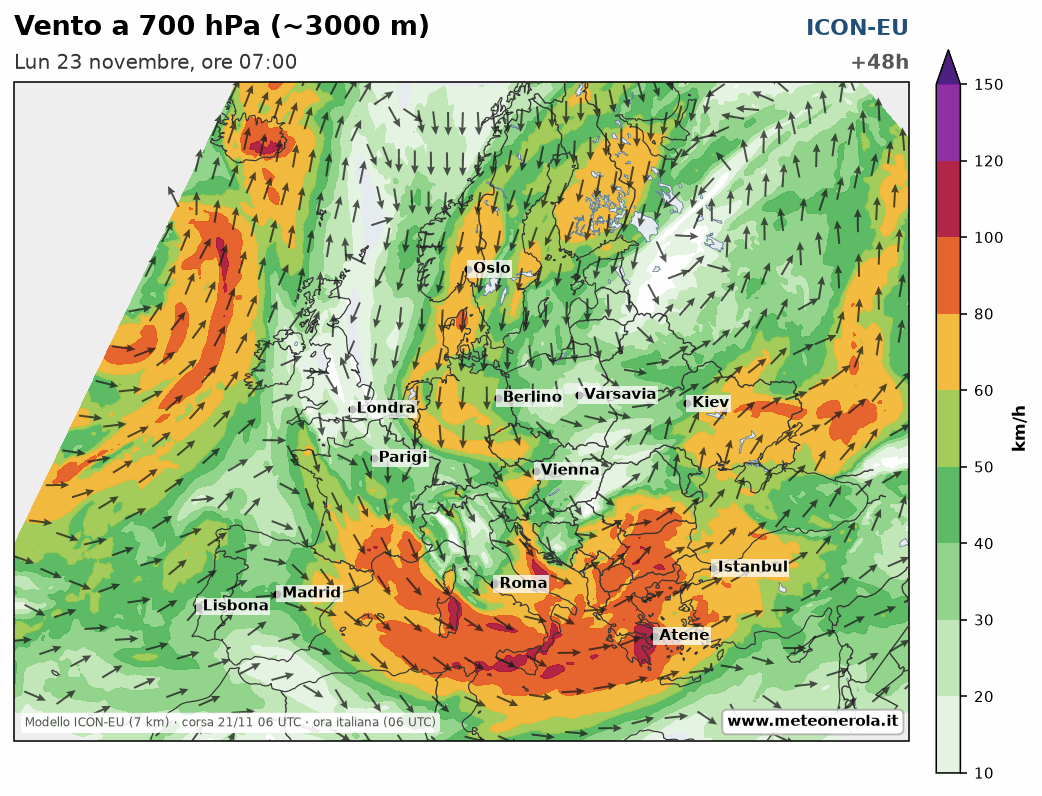 Vento a 700 hPa (~3000 m)
ICON-EU
Lun 23 novembre, ore 07:00
+48h
150
120
100
80
60
50
40
30
20
10
km/h
Oslo
Londra
Berlino
Varsavia
Kiev
Parigi
Vienna
Roma
Istanbul
Madrid
Lisbona
Atene
Modello ICON-EU (7 km) · corsa 21/11 06 UTC · ora italiana (06 UTC)
www.meteonerola.it